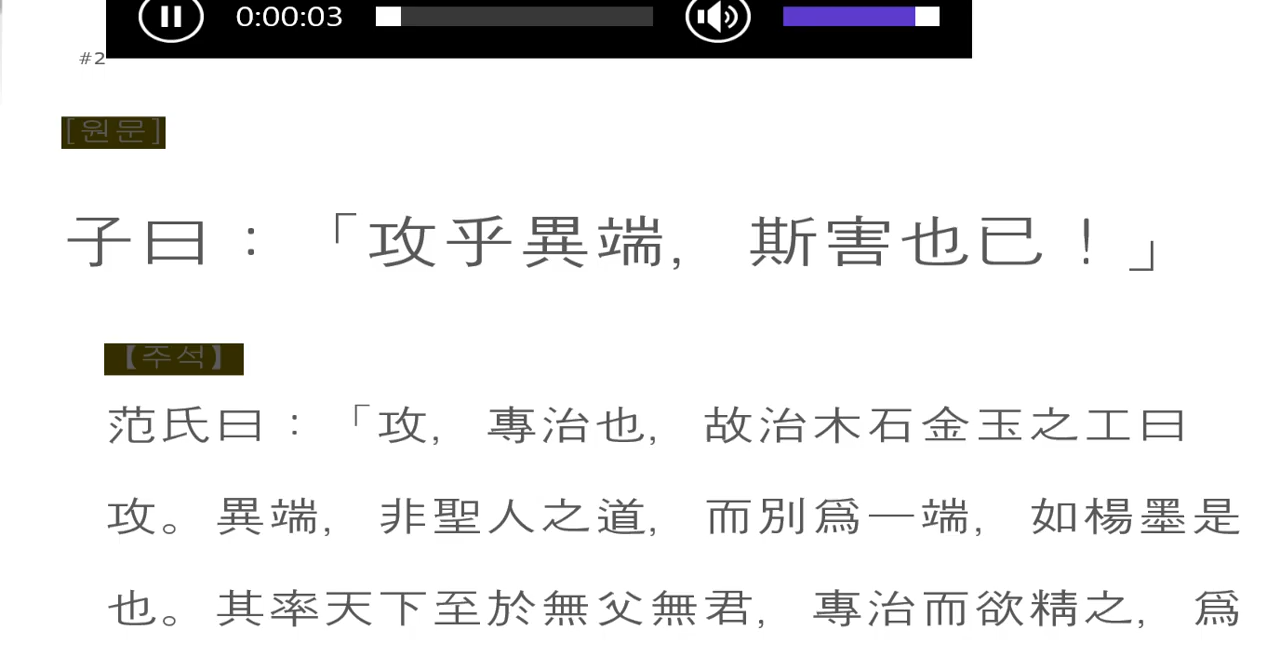 0:00:03
#2
[원문]
子曰：「攻乎異端, 斯害也已！」
【주석】
范氏曰：「攻, 專治也, 故治木石金玉之工曰
攻。異端, 非聖人之道, 而別爲一端, 如楊墨是
也。其率天下至於無父無君, 專治而欲精之, 爲